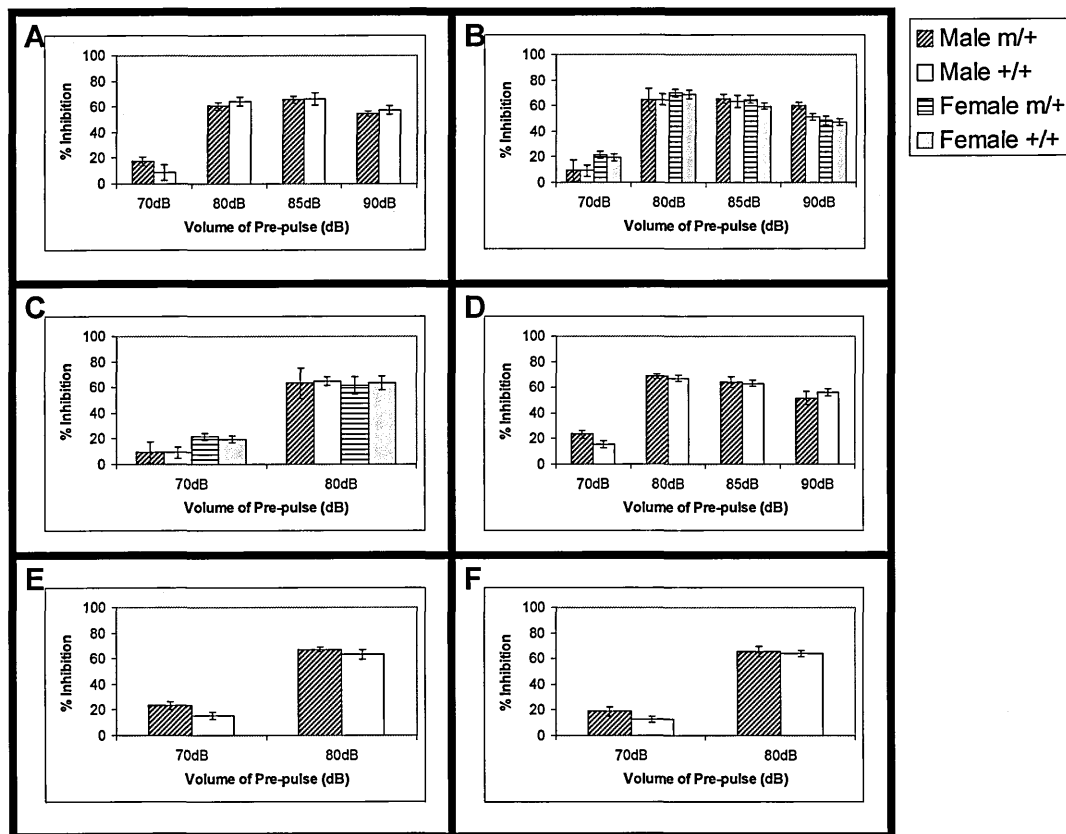 A
% Inhibition
100
80
60
40
20
0
70dB 80dB 85dB 90dB
Volume of Pre-pulse (dB)
B
% Inhibition
100
80
60
40
20
0
70dB 80dB 85dB 90dB
Volume of Pre-pulse (dB)
Male m/+
Male +/+
Female m/+
Female +/+
C
% Inhibition
100
80
60
40
20
0
70dB 80dB
Volume of Pre-pulse (dB)
D
% Inhibition
100
80
60
40
20
0
70dB 80dB 85dB 90dB
Volume of Pre-pulse (dB)
E
% Inhibition
100
80
60
40
20
0
70dB 80dB
Volume of Pre-pulse (dB)
F
% Inhibition
100
80
60
40
20
0
70dB 80dB
Volume of Pre-pulse (dB)